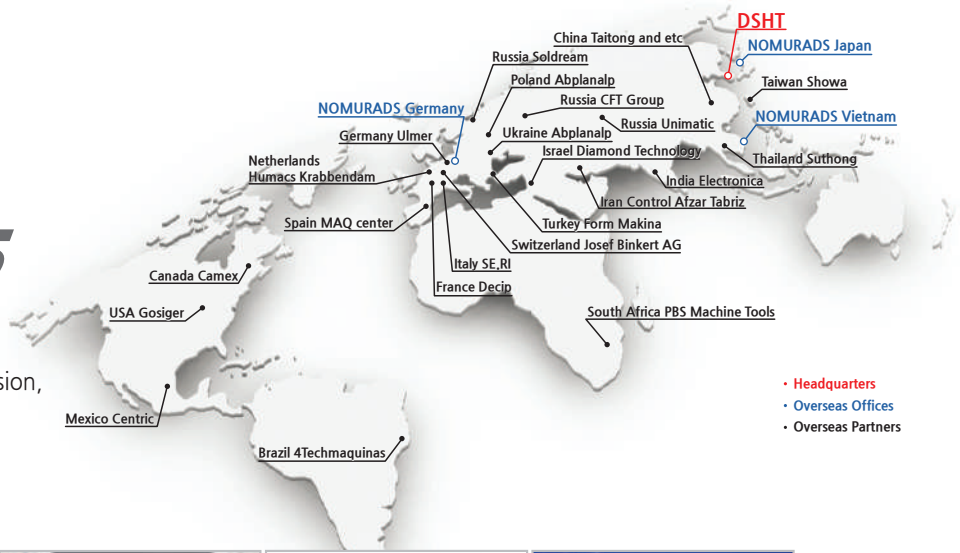 DSHT
China Taitong and etc
NOMURADS Japan
Russia Soldream
Poland Abplanalp
Taiwan Showa
Russia CFT Group
NOMURADS Germany
NOMURADS Vietnam
Russia Unimatic
Germany Ulmer
Ukraine Abplanalp
Israel Diamond Technology
Thailand Suthong
Netherlands
Humacs Krabbendam
India Electronica
Iran Control Afzar Tabriz
Spain MAQ center
Turkey Form Makina
Switzerland Josef Binkert AG
Italy SE,RI
Canada Camex
France Decip
USA Gosiger
South Africa PBS Machine Tools
sion,
• Headquarters
• Overseas Offices
Mexico Centric
• Overseas Partners
Brazil 4Techmaquinas